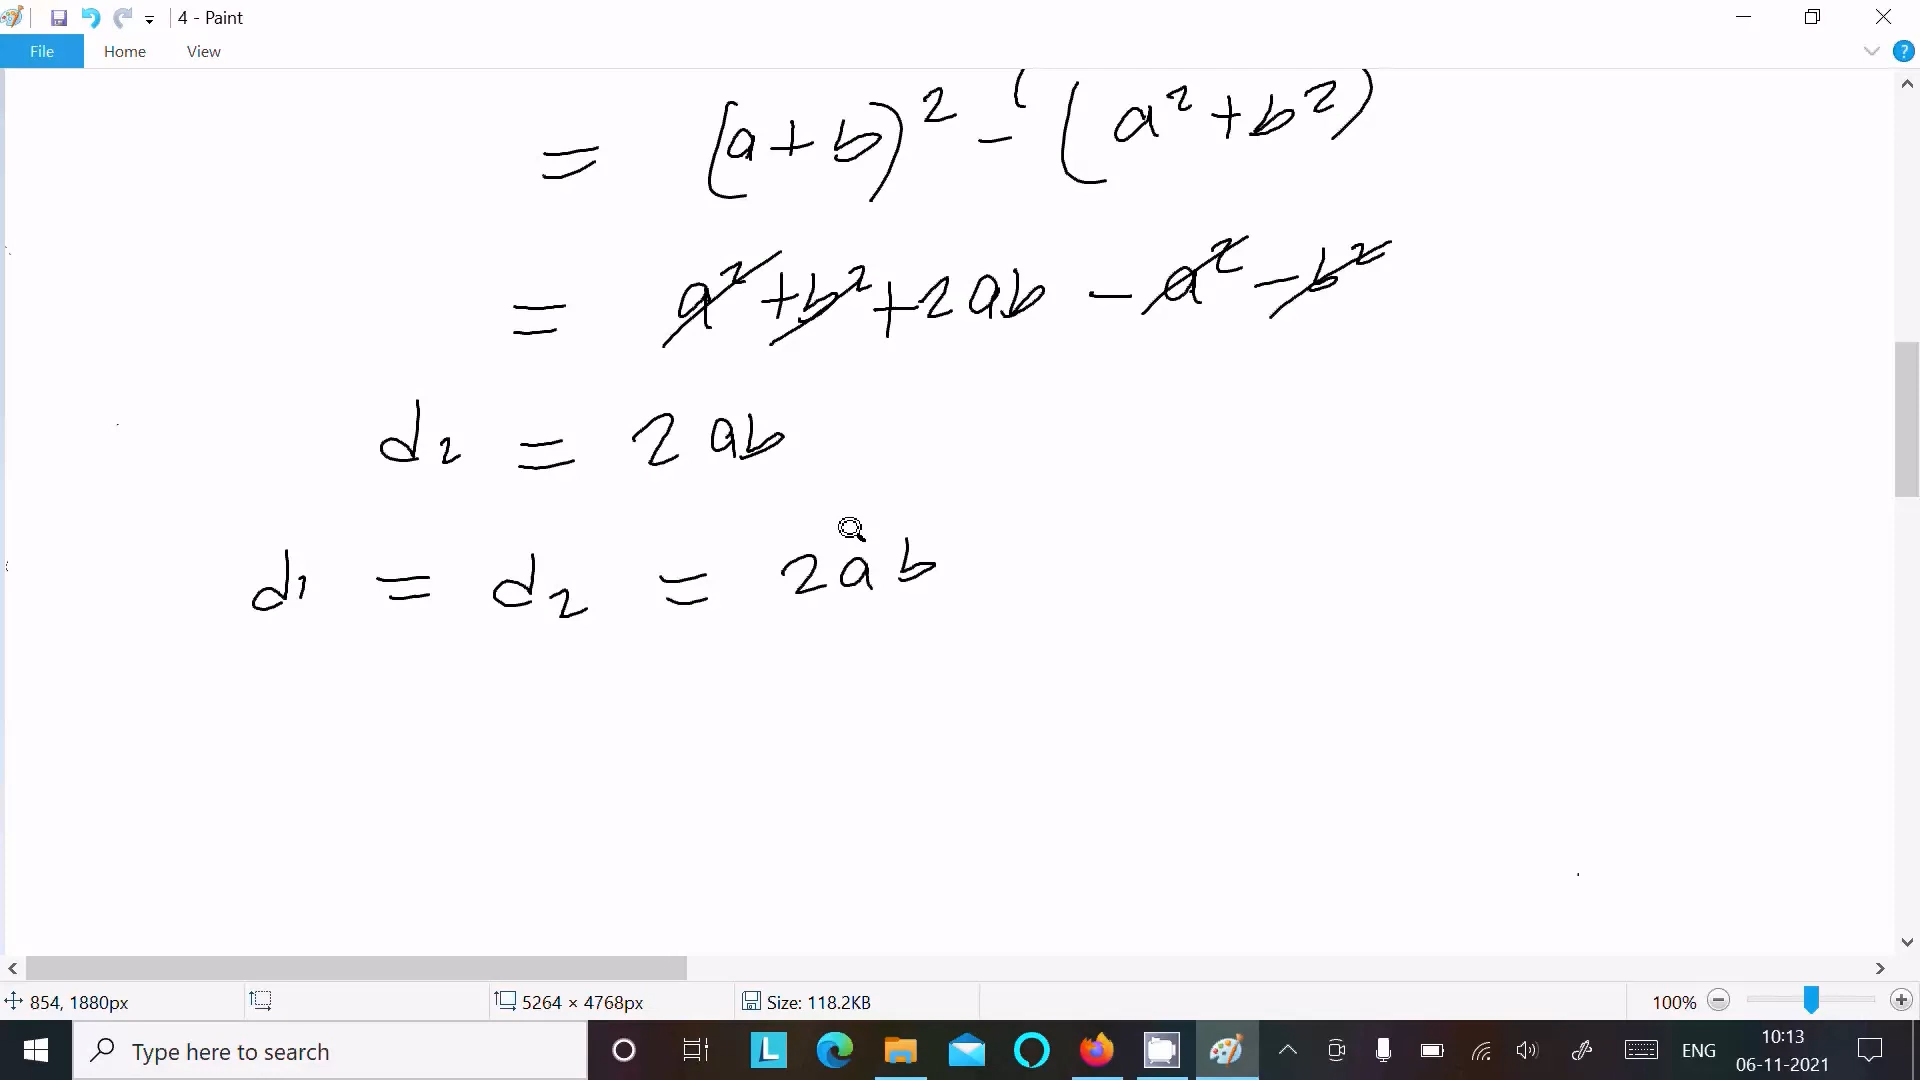 4 - Paint
File Home View
= (a+b)² - (a²+b²)
= a²+b²+2ab - a² - b²
d₂ = 2ab
d₁ = d₂ = 2ab
854, 1880px 5264 × 4768px Size: 118.2KB 100%
Type here to search L ENG 10:13
06-11-2021